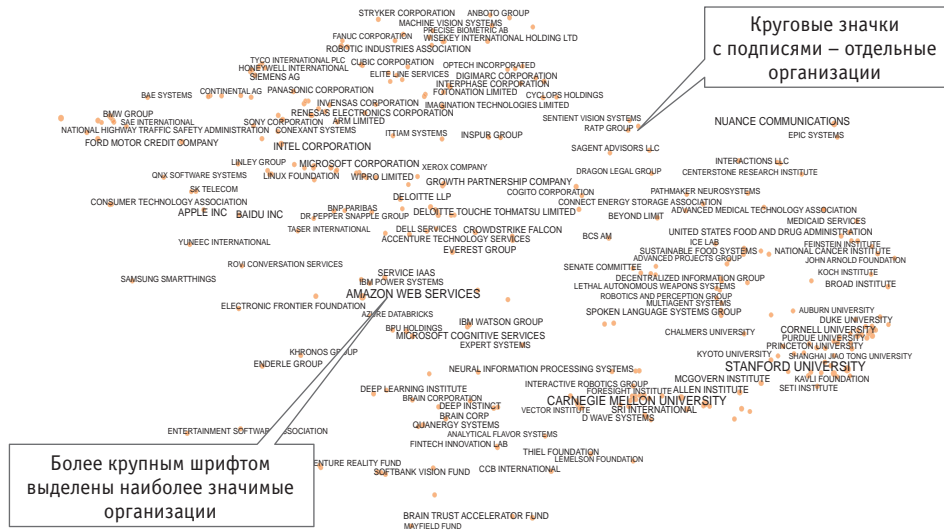 STRYKER CORPORATION
ANBOTO GROUP
MACHINE VISION SYSTEMS
PRECISE BIOMETRIC AB
FANUC CORPORATION
WISEKEY INTERNATIONAL HOLDING LTD
ROBOTIC INDUSTRIES ASSOCIATION
Круговые значки
с подписями – отдельные
организации
TYCO INTERNATIONAL PLC
CUBIC CORPORATION
HONEYWELL INTERNATIONAL
OPTECH INCORPORATED
SIEMENS AG
ELITE LINE SERVICES
DIGIMARC CORPORATION
INTERPHASE CORPORATION
BAE SYSTEMS
CONTINENTAL AG
PANASONIC CORPORATION
FOTONATION LIMITED
CYCLOPS HOLDINGS
INVENSAS CORPORATION
IMAGINATION TECHNOLOGIES LIMITED
RENESAS ELECTRONICS CORPORATION
BMW GROUP
SAE INTERNATIONAL
SONY CORPORATION
ARM LIMITED
SENTIENT VISION SYSTEMS
NUANCE COMMUNICATIONS
NATIONAL HIGHWAY TRAFFIC SAFETY ADMINISTRATION
CONEXANT SYSTEMS
RATP GROUP
ITTIAM SYSTEMS
INSPUR GROUP
EPIC SYSTEMS
FORD MOTOR CREDIT COMPANY
INTEL CORPORATION
SAGENT ADVISORS LLC
LINLEY GROUP
MICROSOFT CORPORATION
XEROX COMPANY
DRAGON LEGAL GROUP
INTERACTIONS LLC
CENTERSTONE RESEARCH INSTITUTE
QNX SOFTWARE SYSTEMS
LINUX FOUNDATION
WIPRO LIMITED
GROWTH PARTNERSHIP COMPANY
SK TELECOM
COGITO CORPORATION
PATHMAKER NEUROSYSTEMS
CONSUMER TECHNOLOGY ASSOCIATION
DELOITTE LLP
CONNECT ENERGY STORAGE ASSOCIATION
APPLE INC
BAIDU INC
BNP PARIBAS
DR PEPPER SNAPPLE GROUP
DELOITTE TOUCHE TOHMATSU LIMITED
BEYOND LIMIT
ADVANCED MEDICAL TECHNOLOGY ASSOCIATION
MEDICAID SERVICES
TASER INTERNATIONAL
DELL SERVICES
CROWDSTRIKE FALCON
BCS AM
UNITED STATES FOOD AND DRUG ADMINISTRATION
YUNEEC INTERNATIONAL
ACCENTURE TECHNOLOGY SERVICES
ICE LAB
FEINSTEIN INSTITUTE
EVEREST GROUP
SUSTAINABLE FOOD SYSTEMS
NATIONAL CANCER INSTITUTE
ADVANCED PROJECTS GROUP
JOHN ARNOLD FOUNDATION
ROVI CONVERSATION SERVICES
SENATE COMMITTEE
SAMSUNG SMARTTHINGS
SERVICE IAAS
DECENTRALIZED INFORMATION GROUP
KOCH INSTITUTE
IBM POWER SYSTEMS
LETHAL AUTONOMOUS WEAPONS SYSTEMS
BROAD INSTITUTE
AMAZON WEB SERVICES
ROBOTICS AND PERCEPTION GROUP
MULTIAGENT SYSTEMS
ELECTRONIC FRONTIER FOUNDATION
AZURE DATABRICKS
SPOKEN LANGUAGE SYSTEMS GROUP
AUBURN UNIVERSITY
IBM WATSON GROUP
DUKE UNIVERSITY
BPU HOLDINGS
MICROSOFT COGNITIVE SERVICES
CHALMERS UNIVERSITY
CORNELL UNIVERSITY
PURDUE UNIVERSITY
EXPERT SYSTEMS
PRINCETON UNIVERSITY
KHRONOS GROUP
KYOTO UNIVERSITY
SHANGHAI JIAO TONG UNIVERSITY
ENDERLE GROUP
NEURAL INFORMATION PROCESSING SYSTEMS
STANFORD UNIVERSITY
MCGOVERN INSTITUTE
KAVLI FOUNDATION
DEEP LEARNING INSTITUTE
INTERACTIVE ROBOTICS GROUP
ALLEN INSTITUTE
SETI INSTITUTE
FORESIGHT INSTITUTE
BRAIN CORPORATION
CARNEGIE MELLON UNIVERSITY
DEEP INSTINCT
VECTOR INSTITUTE
SRI INTERNATIONAL
BRAIN CORP
D WAVE SYSTEMS
QUANERGY SYSTEMS
ENTERTAINMENT SOFTW ASSOCIATION
ANALYTICAL FLAVOR SYSTEMS
FINTECH INNOVATION LAB
THIEL FOUNDATION
LEMELSON FOUNDATION
Более крупным шрифтом
выделены наиболее значимые
организации
ENTURE REALITY FUND
SOFTBANK VISION FUND
CCB INTERNATIONAL
BRAIN TRUST ACCELERATOR FUND
MAYFIELD FUND